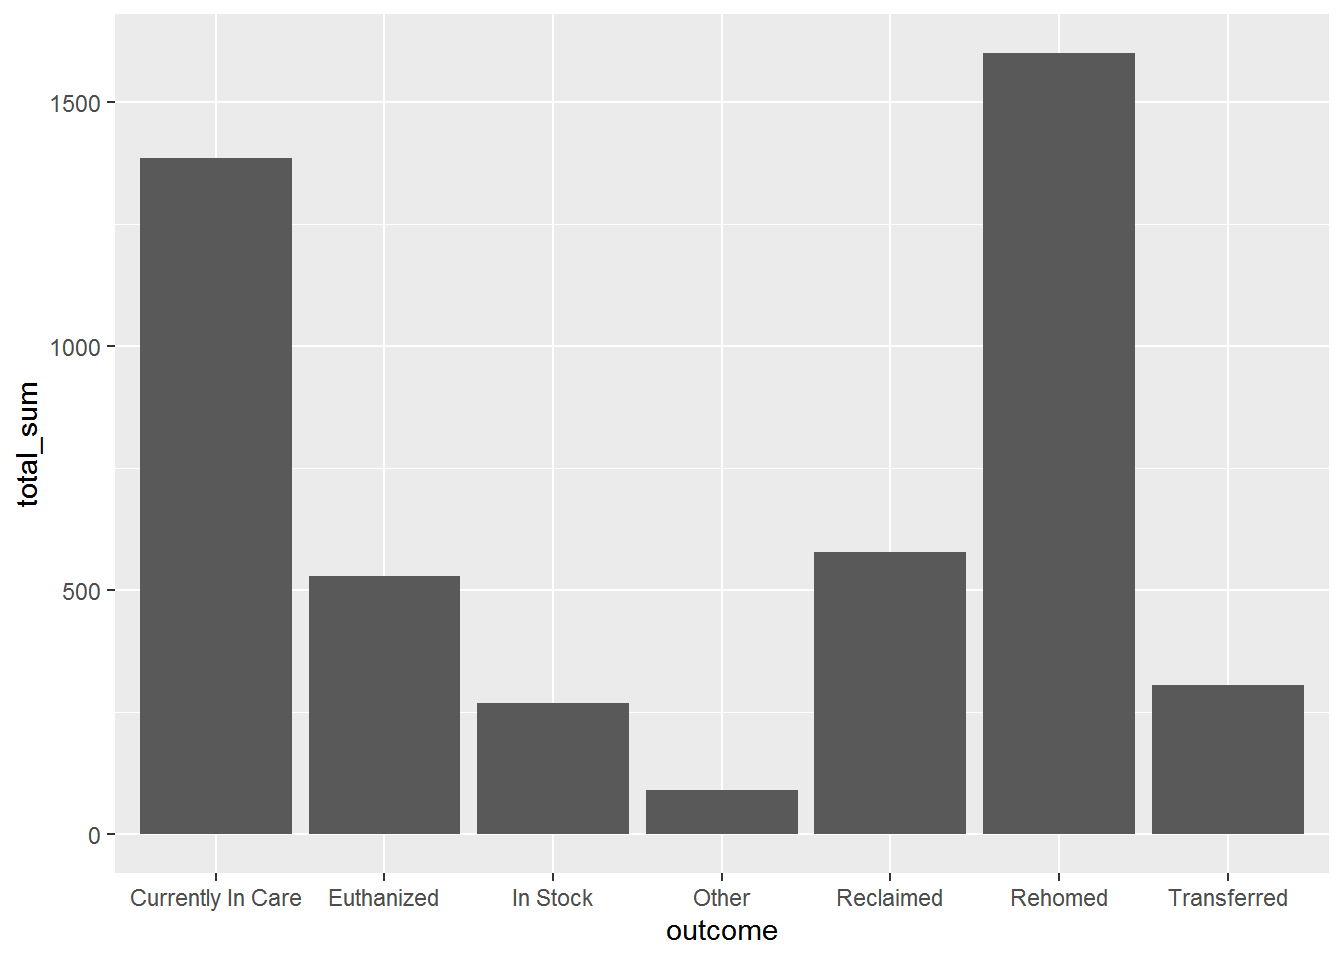 1500
1000
500
0
total_sum
Currently In Care Euthanized In Stock Other Reclaimed Rehomed Transferred
outcome